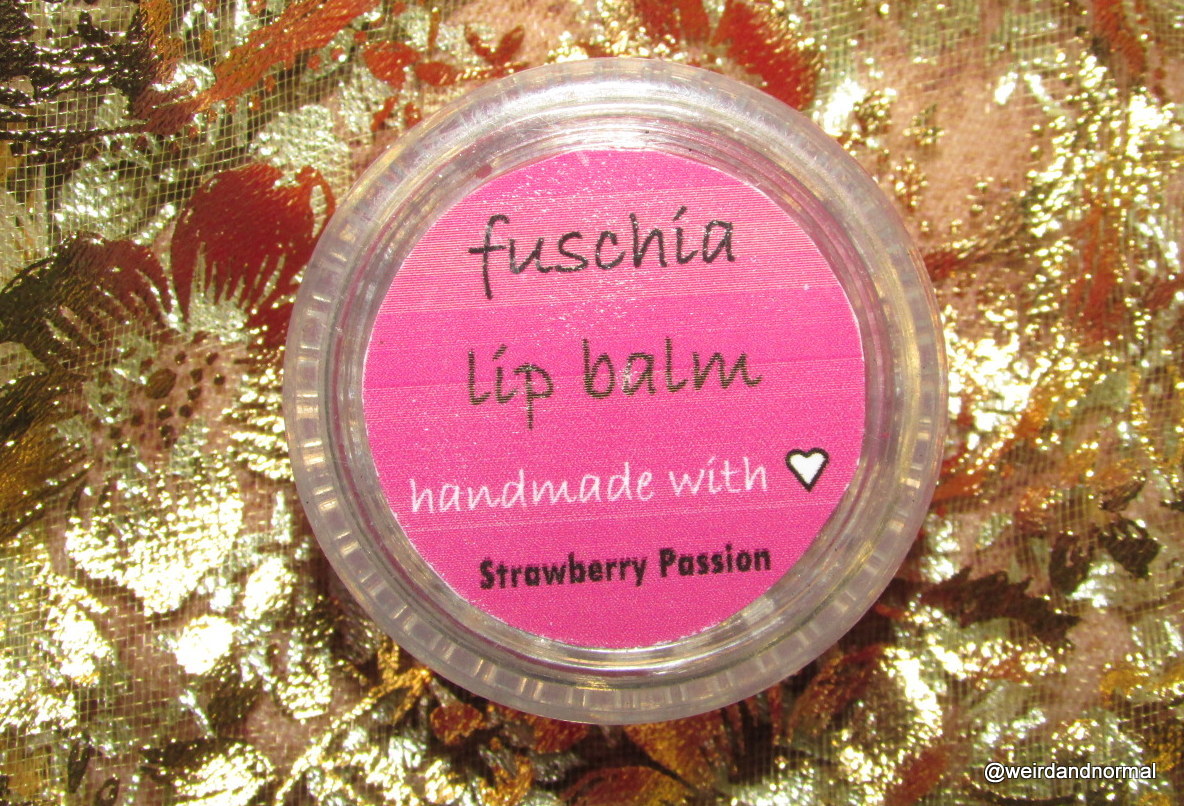 fuschia
lip balm
handmade with
Strawberry Passion
@weirdandnormal